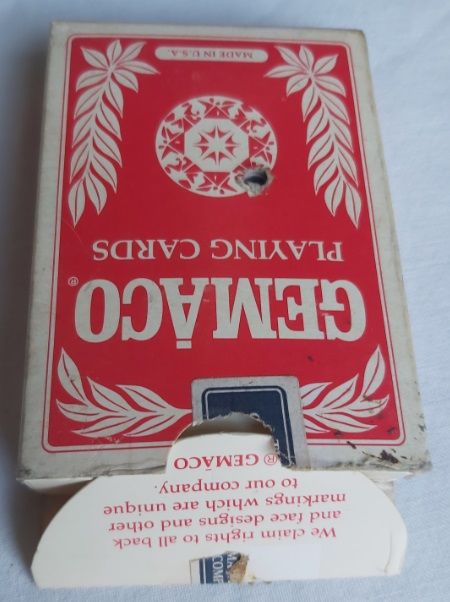 We claim rights to all back
and face designs and other
markings which are unique
to our company.
® GEMACO
GEMACO®
PLAYING CARDS
MADE IN U.S.A.